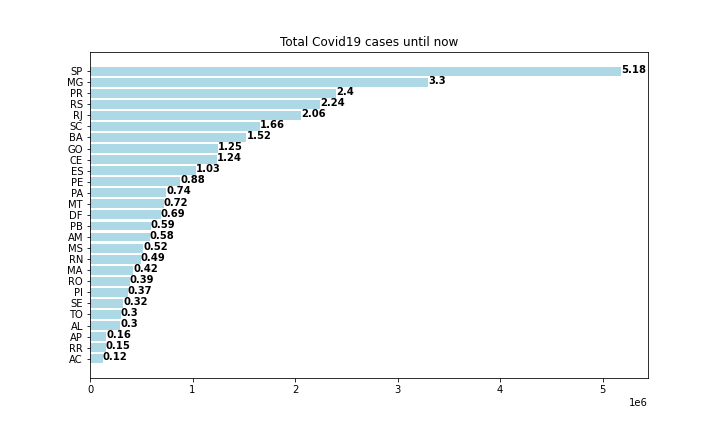 Total Covid19 cases until now
SP 5.18
MG 3.3
PR 2.4
RS 2.24
RJ 2.06
SC 1.66
BA 1.52
GO 1.25
CE 1.24
ES 1.03
PE 0.88
PA 0.74
MT 0.72
DF 0.69
PB 0.59
AM 0.58
MS 0.52
RN 0.49
MA 0.42
RO 0.39
PI 0.37
SE 0.32
TO 0.3
AL 0.3
AP 0.16
RR 0.15
AC 0.12
0 1 2 3 4 5
1e6